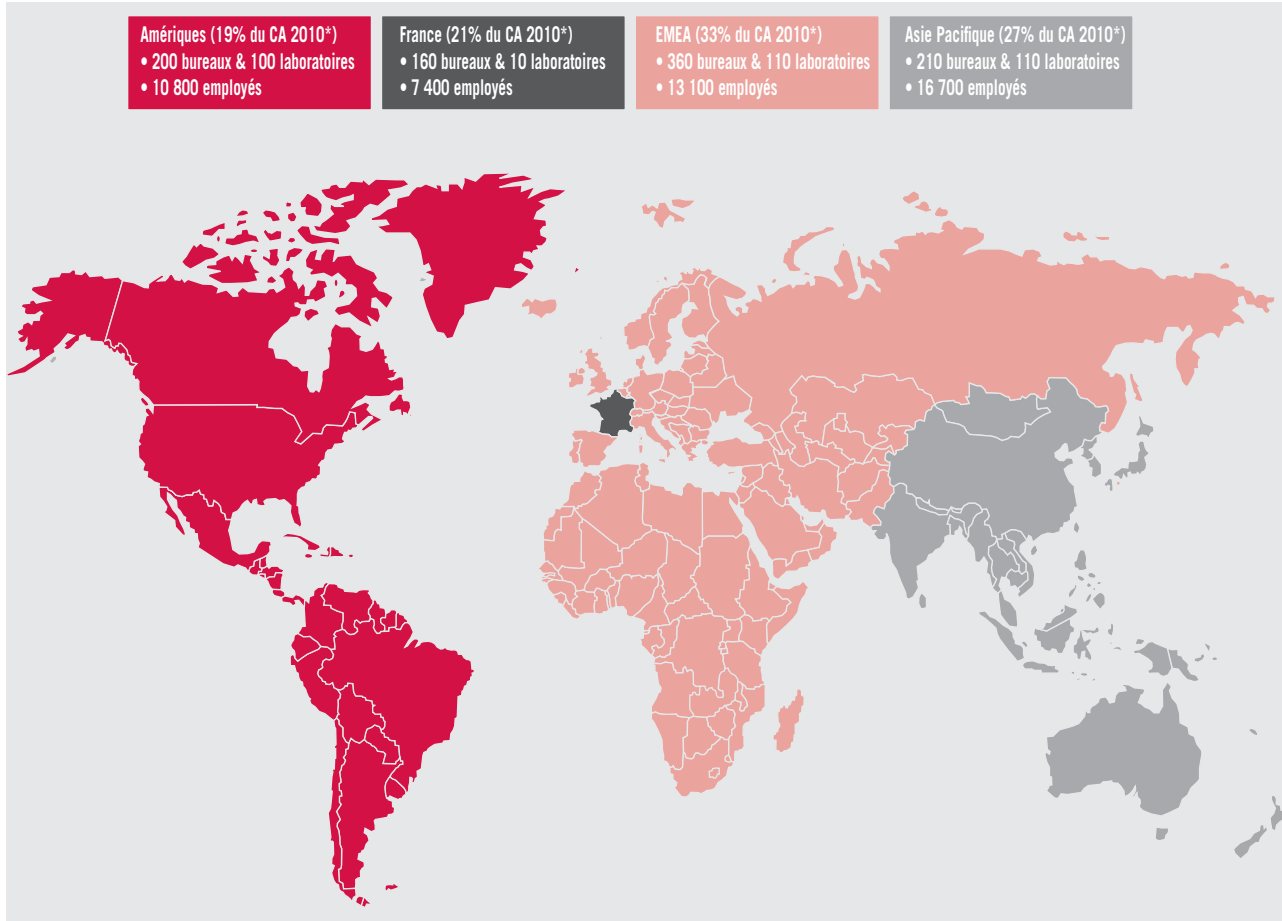 Amériques (19% du CA 2010*)
• 200 bureaux & 100 laboratoires
• 10 800 employés
France (21% du CA 2010*)
• 160 bureaux & 10 laboratoires
• 7 400 employés
EMEA (33% du CA 2010*)
• 360 bureaux & 110 laboratoires
• 13 100 employés
Asie Pacifique (27% du CA 2010*)
• 210 bureaux & 110 laboratoires
• 16 700 employés